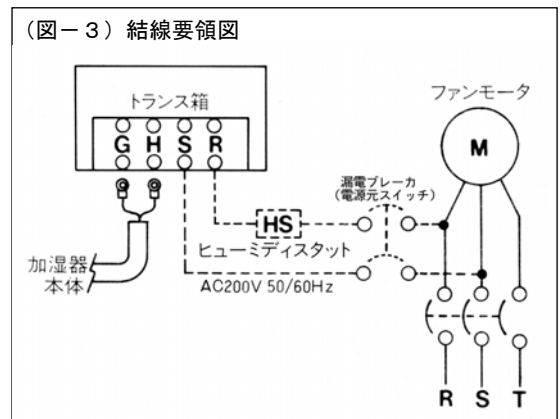 (図－3)結線要領図
トランス箱
G H S R
ファンモータ
M
漏電ブレーカ
(電源元スイッチ)
HS
ヒューミディスタット
加湿器
本体
AC200V 50/60Hz
R S T